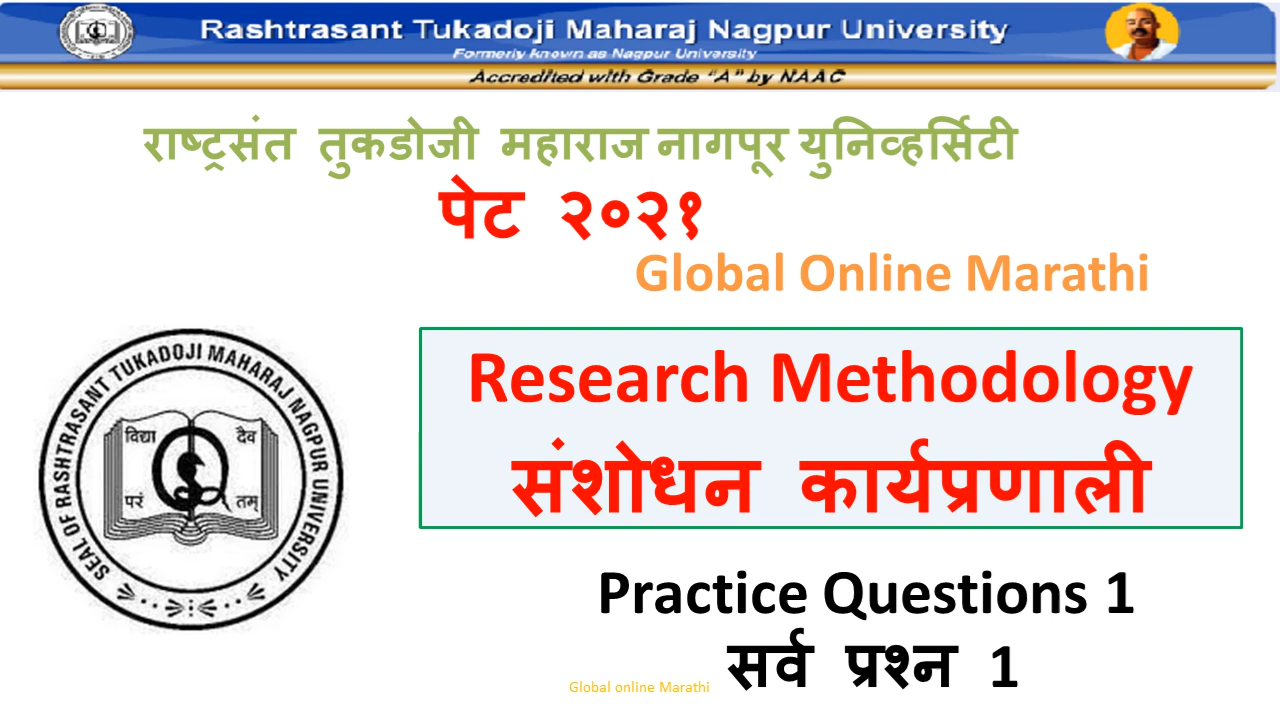 Rashtrasant Tukadoji Maharaj Nagpur University
Formerly known as Nagpur University
Accredited with Grade "A" by NAAC
राष्ट्रसंत तुकडोजी महाराज नागपूर युनिव्हर्सिटी
पेट २०२१
Global Online Marathi
SEAL OF RASHTRASANT TUKADOJI MAHARAJ NAGPUR UNIVERSITY
विद्या दैव
परं तम्
Research Methodology
संशोधन कार्यप्रणाली
Practice Questions 1
सर्व प्रश्न 1
Global online Marathi